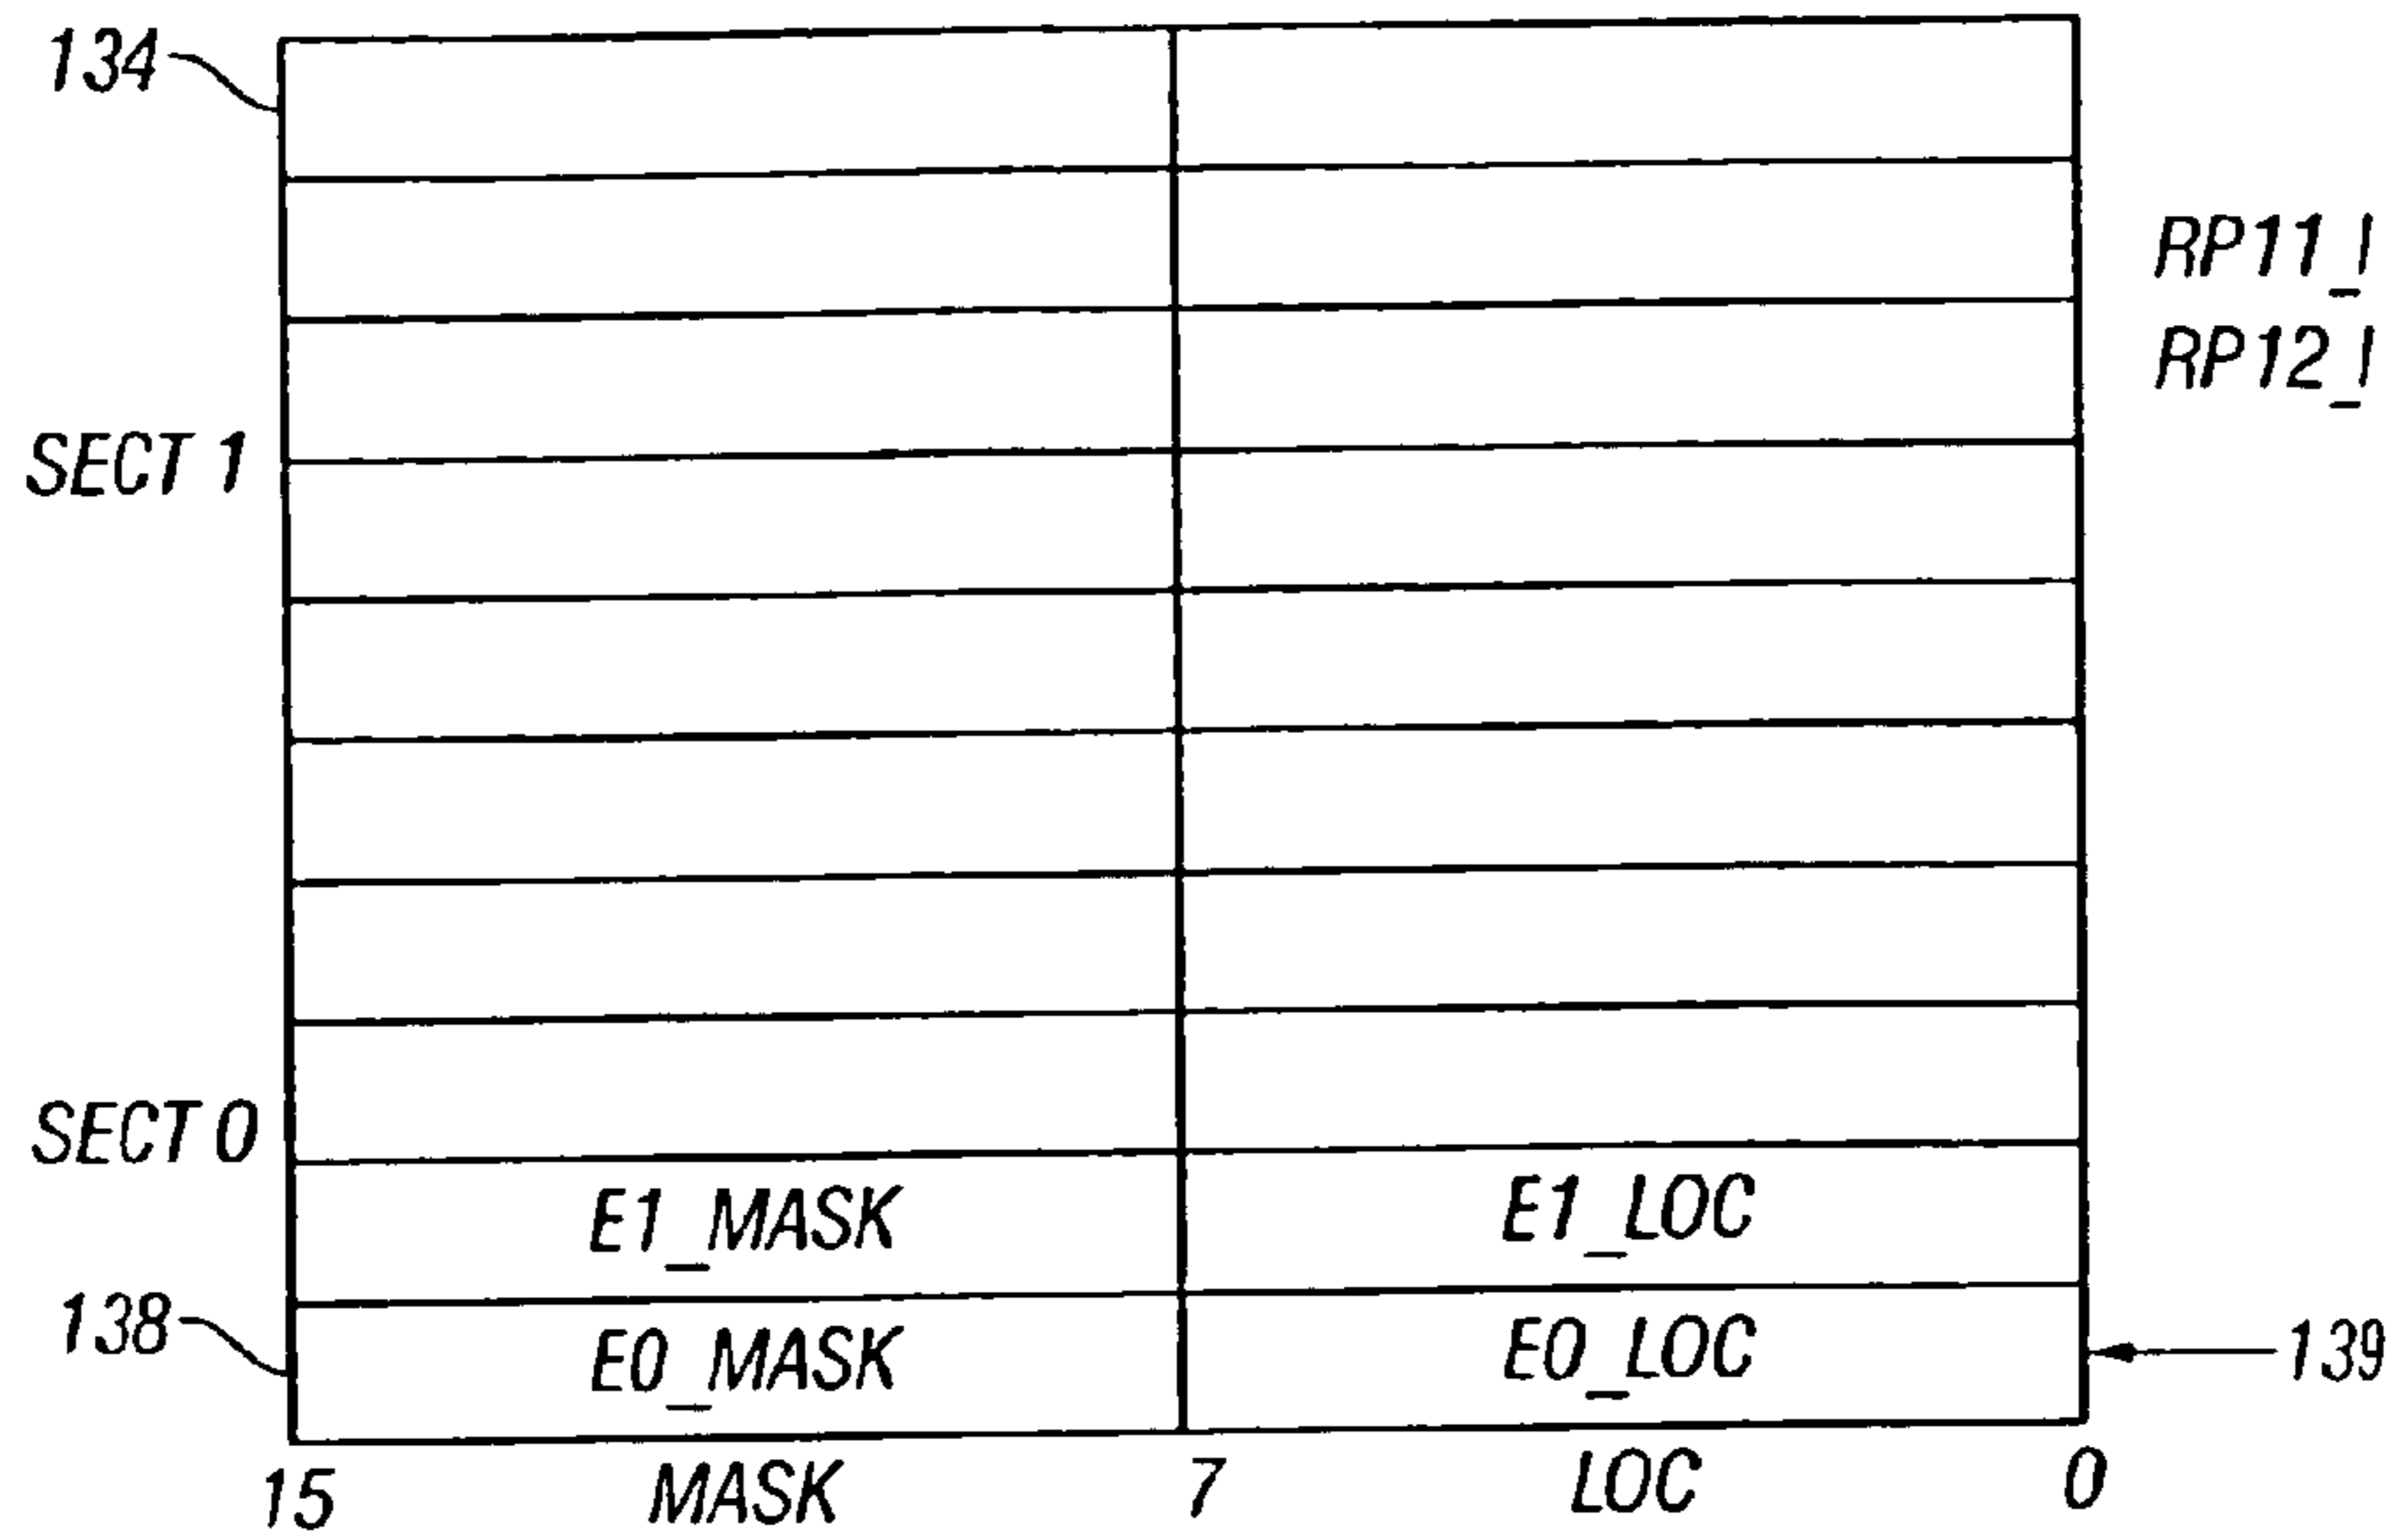 134
RP11_I
RP12_I
SECT 1
SECT 0
E1_MASK E1_LOC
138 E0_MASK E0_LOC 139
15 MASK 7 LOC 0